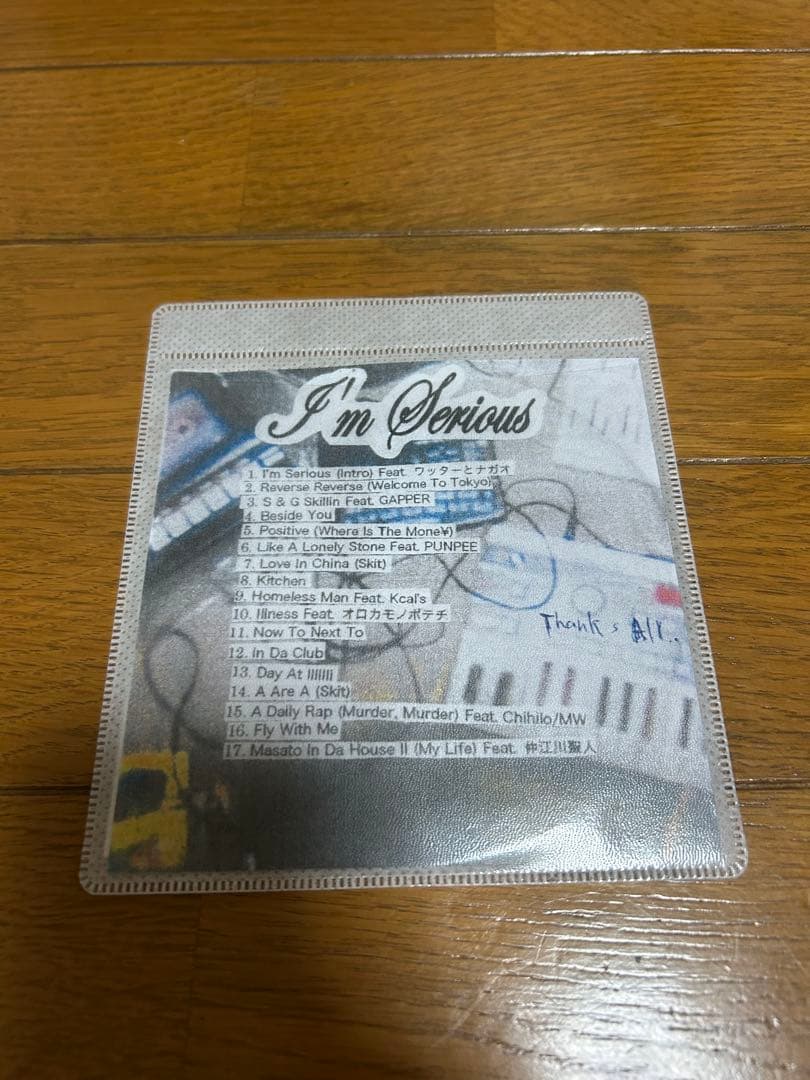 I'm Serious
1. I'm Serious (Intro) Feat. ワッターとナガオ
2. Reverse Reverse (Welcome To Tokyo)
3. S & G Skillin Feat. GAPPER
4. Beside You
5. Positive (Where Is The Mone¥)
6. Like A Lonely Stone Feat. PUNPEE
7. Love In China (Skit)
8. Kitchen
9. Homeless Man Feat. Kcal's
10. Illness Feat. オロカモノポテチ
11. Now To Next To
12. In Da Club
13. Day At
14. A Are A (Skit)
15. A Daily Rap (Murder, Murder) Feat. Chihilo/MW
16. Fly With Me
17. Masato In Da House II (My Life) Feat. 仲江川聖人
Thanks All..